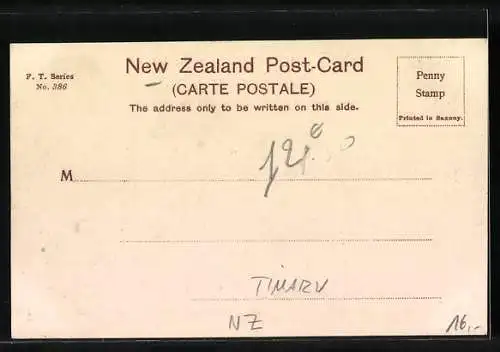 F. T. Series
No. 386
New Zealand Post-Card
(CARTE POSTALE)
The address only to be written on this side.
Penny
Stamp
Printed in Saxony.
M
TIMARU
NZ
16,-